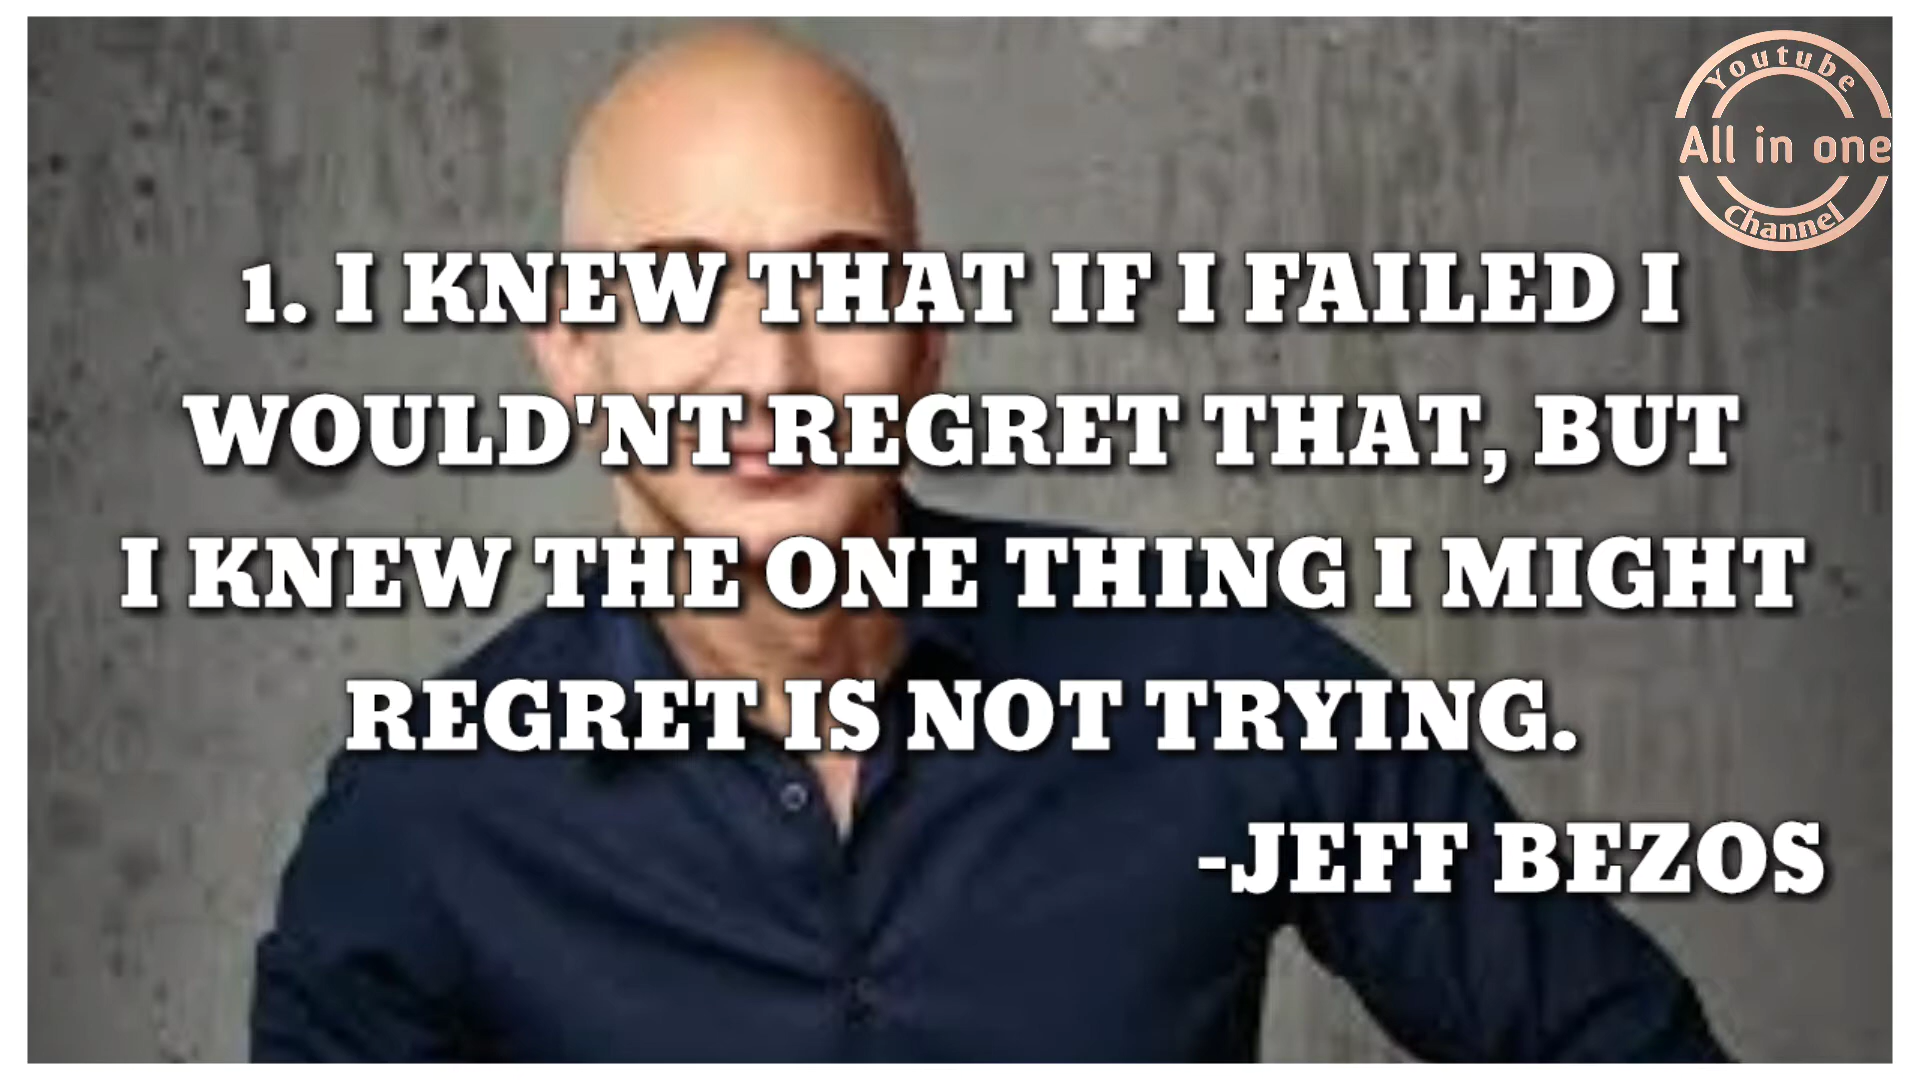 Youtube
All in one
Channel
1. I KNEW THAT IF I FAILED I
WOULD'NT REGRET THAT, BUT
I KNEW THE ONE THING I MIGHT
REGRET IS NOT TRYING.
-JEFF BEZOS